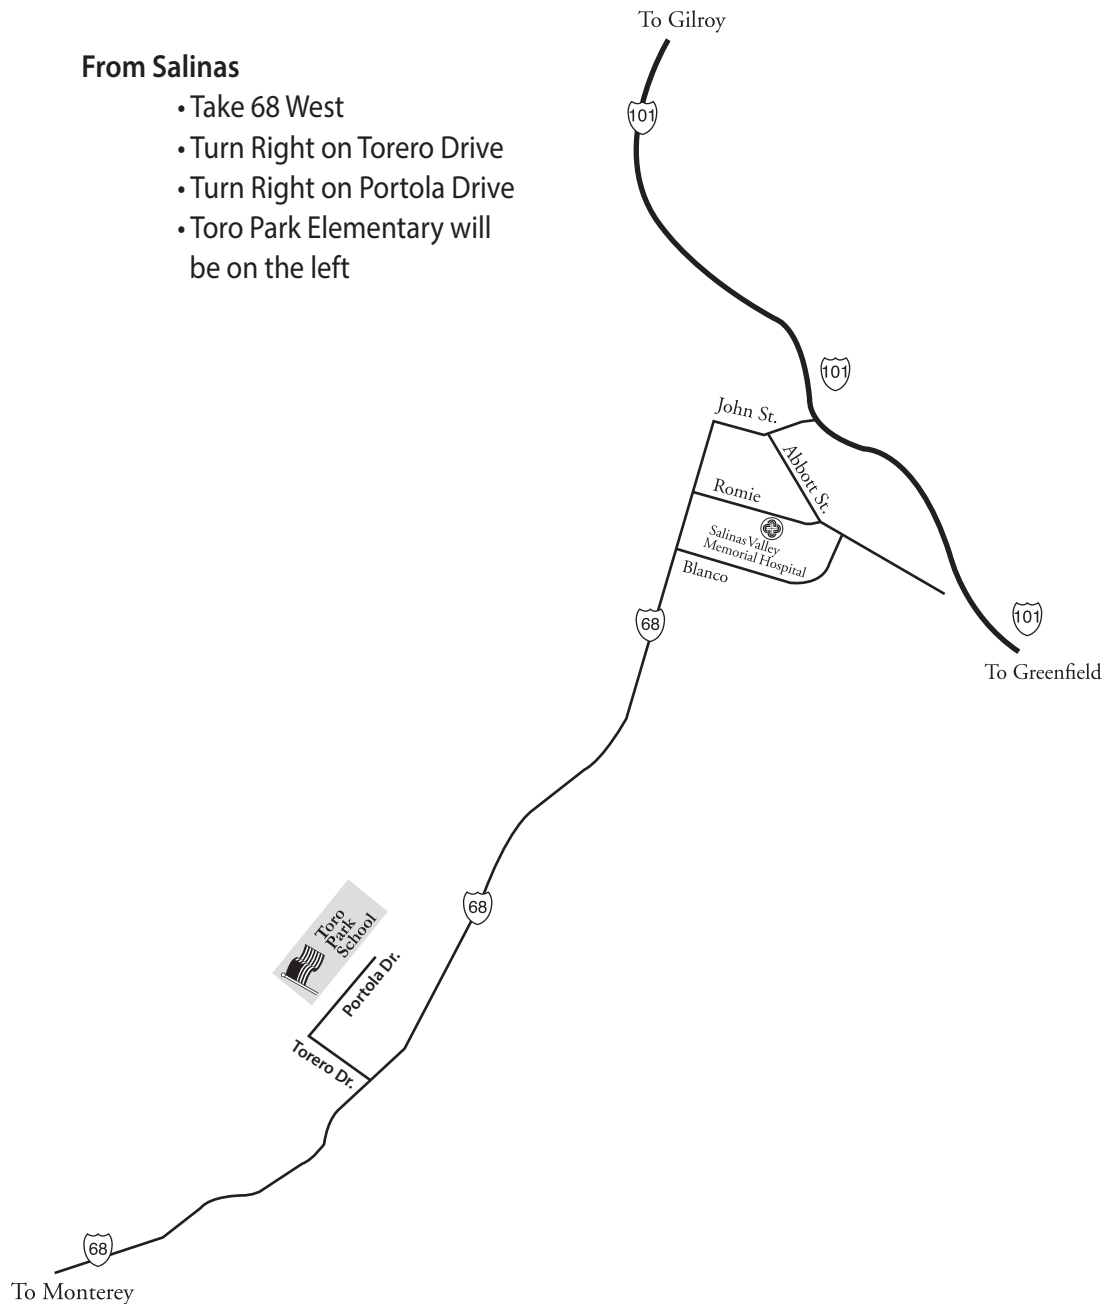 To Gilroy
From Salinas
• Take 68 West
• Turn Right on Torero Drive
• Turn Right on Portola Drive
• Toro Park Elementary will
be on the left
101
101
John St.
Abbott St.
Romie
Salinas Valley
Memorial Hospital
Blanco
101
68
To Greenfield
68
Toro
Park
School
Portola Dr.
Torero Dr.
68
To Monterey